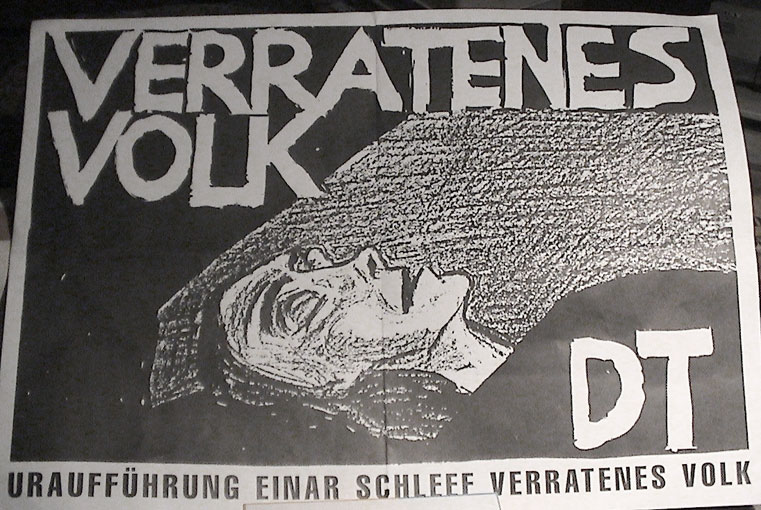 VERRATENES
VOLK
DT
URAUFFÜHRUNG EINAR SCHLEEF VERRATENES VOLK